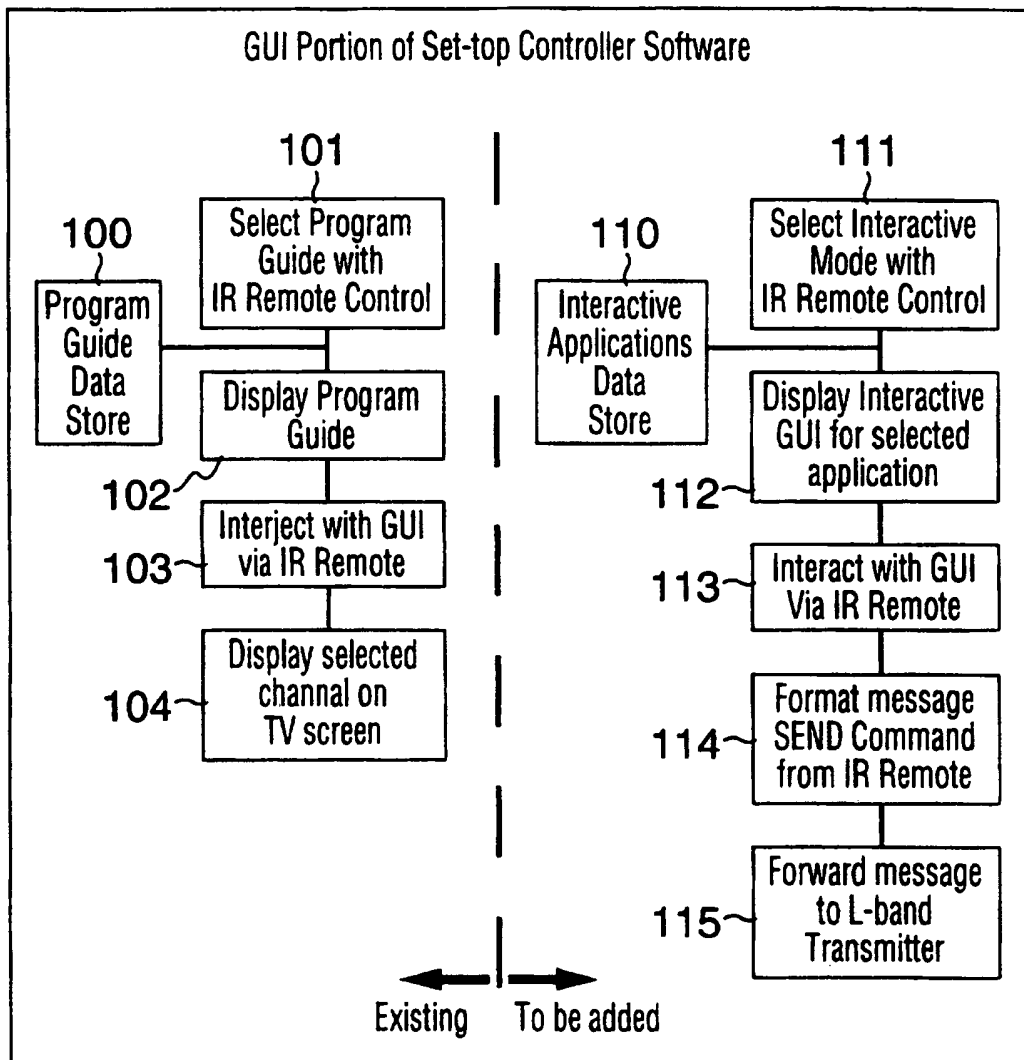 GUI Portion of Set-top Controller Software
101
Select Program
Guide with
IR Remote Control
100
Program
Guide
Data
Store
Display Program
Guide
102
Interject with GUI
via IR Remote
103
Display selected
channal on
TV screen
104
111
Select Interactive
Mode with
IR Remote Control
110
Interactive
Applications
Data
Store
Display Interactive
GUI for selected
application
112
Interact with GUI
Via IR Remote
113
Format message
SEND Command
from IR Remote
114
Forward message
to L-band
Transmitter
115
Existing
To be added